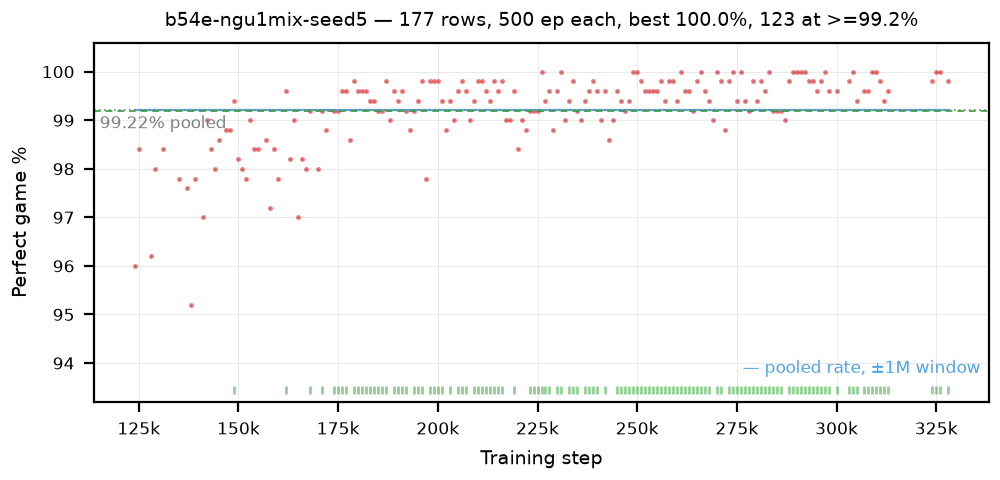 b54e-ngu1mix-seed5 — 177 rows, 500 ep each, best 100.0%, 123 at >=99.2%
Perfect game %
100
99
98
97
96
95
94
99.22% pooled
— pooled rate, ±1M window
125k
150k
175k
200k
225k
250k
275k
300k
325k
Training step